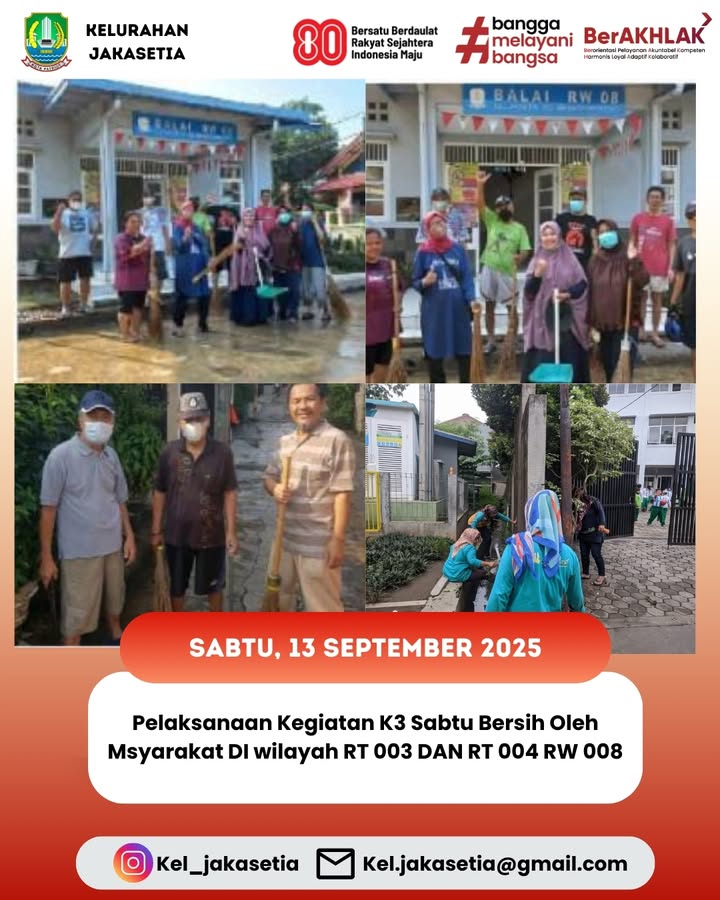 KELURAHAN
JAKASETIA
80
Bersatu Berdaulat
Rakyat Sejahtera
Indonesia Maju
#bangga
melayani
bangsa
BerAKHLAK
Berorientasi Pelayanan Akuntabel Kompeten
Harmonis Loyal Adaptif Kolaboratif
BALAI RW 08
BALAI RW 08
SABTU, 13 SEPTEMBER 2025
Pelaksanaan Kegiatan K3 Sabtu Bersih Oleh
Msyarakat DI wilayah RT 003 DAN RT 004 RW 008
Kel_jakasetia
Kel.jakasetia@gmail.com